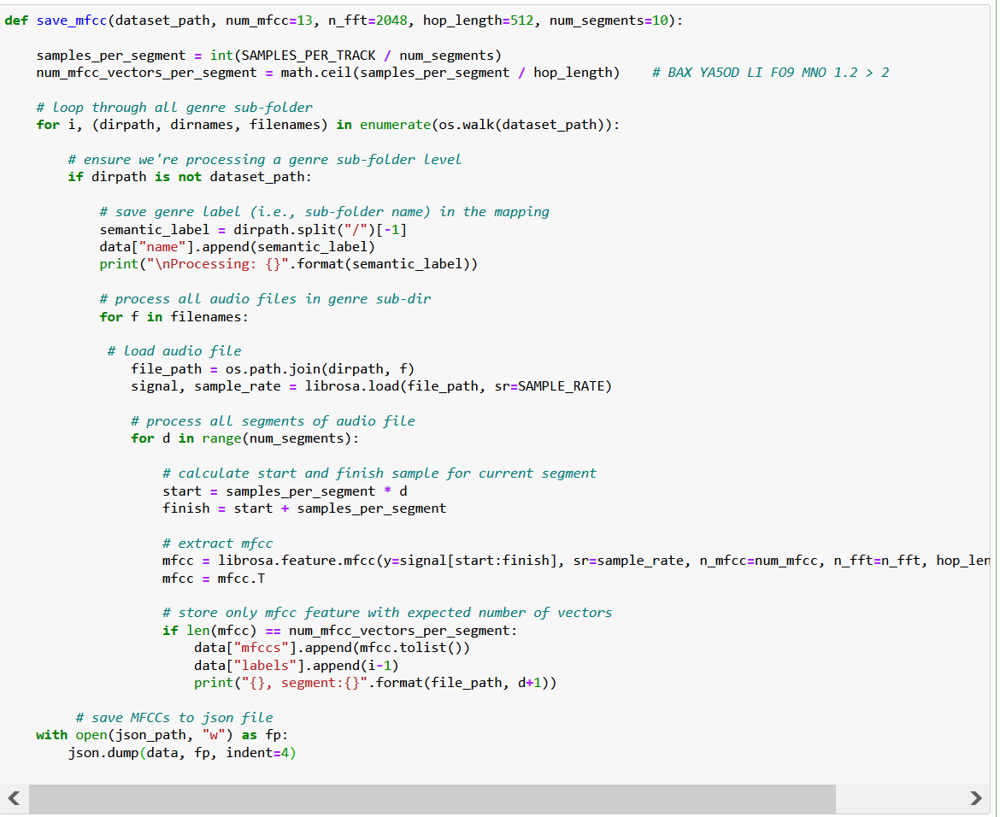 def save_mfcc(dataset_path, num_mfcc=13, n_fft=2048, hop_length=512, num_segments=10):
samples_per_segment = int(SAMPLES_PER_TRACK / num_segments)
num_mfcc_vectors_per_segment = math.ceil(samples_per_segment / hop_length)    # BAX YA5OD LI FO9 MNO 1.2 > 2
# loop through all genre sub-folder
for i, (dirpath, dirnames, filenames) in enumerate(os.walk(dataset_path)):
# ensure we're processing a genre sub-folder level
if dirpath is not dataset_path:
# save genre label (i.e., sub-folder name) in the mapping
semantic_label = dirpath.split("/")[-1]
data["name"].append(semantic_label)
print("\nProcessing: {}".format(semantic_label))
# process all audio files in genre sub-dir
for f in filenames:
# load audio file
file_path = os.path.join(dirpath, f)
signal, sample_rate = librosa.load(file_path, sr=SAMPLE_RATE)
# process all segments of audio file
for d in range(num_segments):
# calculate start and finish sample for current segment
start = samples_per_segment * d
finish = start + samples_per_segment
# extract mfcc
mfcc = librosa.feature.mfcc(y=signal[start:finish], sr=sample_rate, n_mfcc=num_mfcc, n_fft=n_fft, hop_len
mfcc = mfcc.T
# store only mfcc feature with expected number of vectors
if len(mfcc) == num_mfcc_vectors_per_segment:
data["mfccs"].append(mfcc.tolist())
data["labels"].append(i-1)
print("{}, segment:{}".format(file_path, d+1))
# save MFCCs to json file
with open(json_path, "w") as fp:
json.dump(data, fp, indent=4)